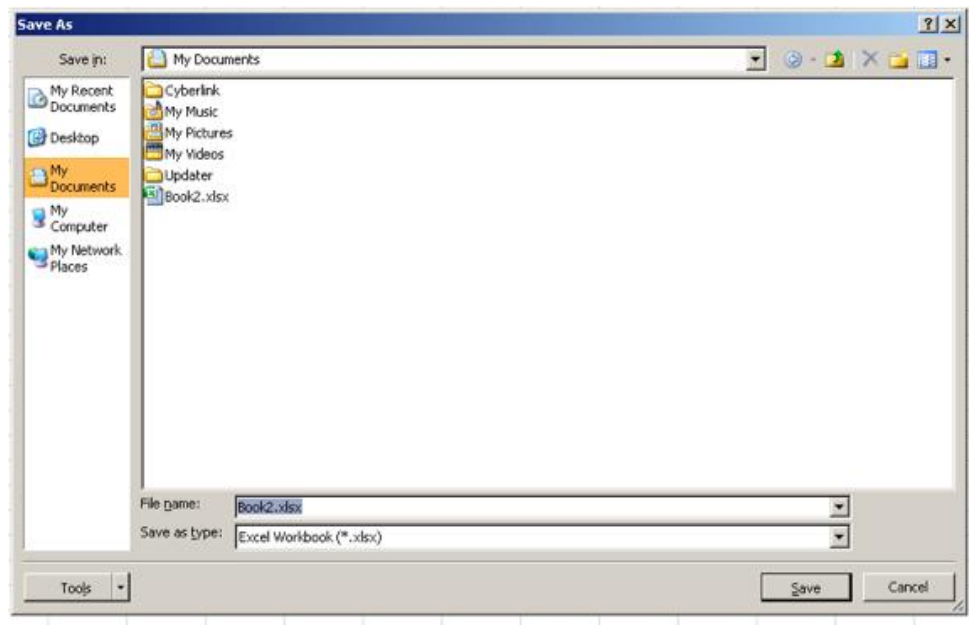 Save As
Save in:
My Documents
My Recent
Documents
Desktop
My
Documents
My
Computer
My Network
Places
Cyberlink
My Music
My Pictures
My Videos
Updater
Book2.xlsx
File name:
Book2.xlsx
Save as type:
Excel Workbook (*.xlsx)
Tools
Save
Cancel